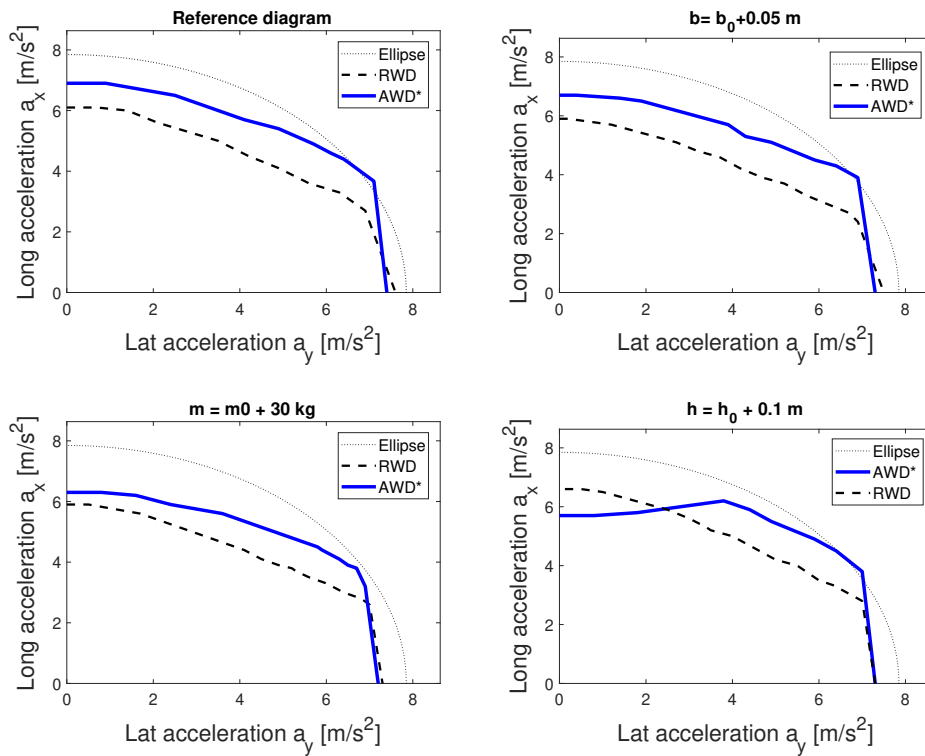 Reference diagram
Long acceleration a_x [m/s^2]
8
6
4
2
0
Ellipse
RWD
AWD*
0 2 4 6 8
Lat acceleration a_y [m/s^2]
b= b_0+0.05 m
Long acceleration a_x [m/s^2]
8
6
4
2
0
Ellipse
RWD
AWD*
0 2 4 6 8
Lat acceleration a_y [m/s^2]
m = m0 + 30 kg
Long acceleration a_x [m/s^2]
8
6
4
2
0
Ellipse
RWD
AWD*
0 2 4 6 8
Lat acceleration a_y [m/s^2]
h = h_0 + 0.1 m
Long acceleration a_x [m/s^2]
8
6
4
2
0
Ellipse
AWD*
RWD
0 2 4 6 8
Lat acceleration a_y [m/s^2]